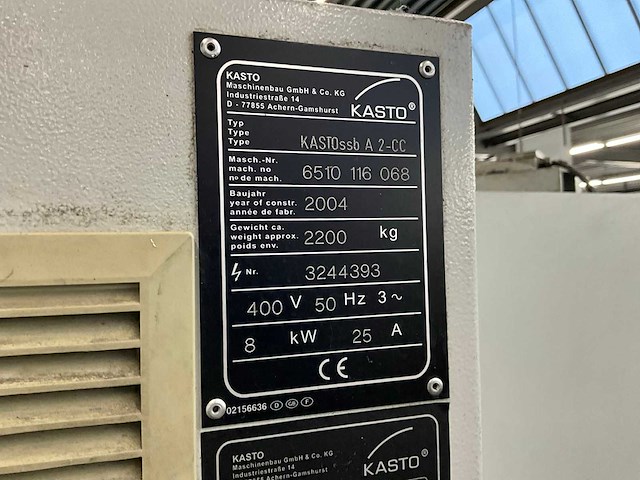 KASTO
Maschinenbau GmbH & Co. KG
Industriestraße 14
D - 77855 Achern-Gamshurst
KASTO®
Typ
Type
Type
KASTOssb A 2-CC
Masch.-Nr.
mach. no
no de mach.
6510 116 068
Baujahr
year of constr.
année de fabr.
2004
Gewicht ca.
weight approx.
poids env.
2200 kg
Nr. 3244393
400 V 50 Hz 3~
8 kW 25 A
CE
02156636 D GB F
KASTO
Maschinenbau GmbH & Co. KG
Industriestraße 14
D - 77855 Achern-Gamshurst
KASTO®